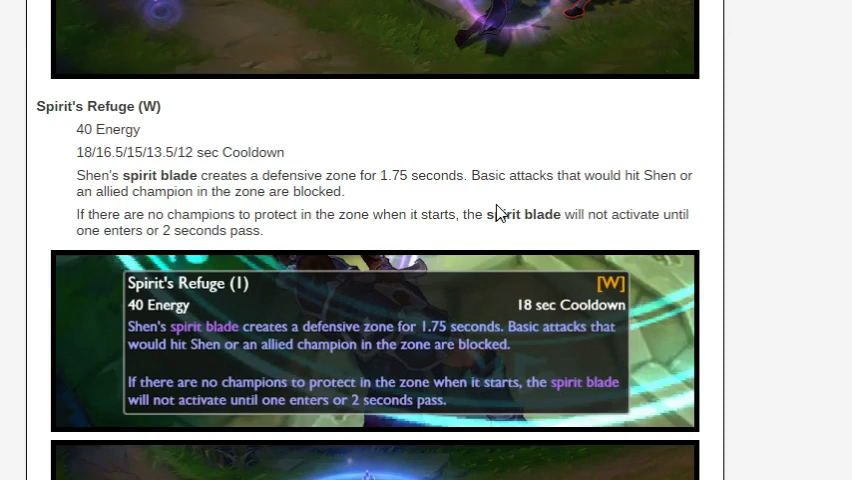 Spirit's Refuge (W)
40 Energy
18/16.5/15/13.5/12 sec Cooldown
Shen's spirit blade creates a defensive zone for 1.75 seconds. Basic attacks that would hit Shen or
an allied champion in the zone are blocked.
If there are no champions to protect in the zone when it starts, the spirit blade will not activate until
one enters or 2 seconds pass.
Spirit's Refuge (1) [W]
40 Energy 18 sec Cooldown
Shen's spirit blade creates a defensive zone for 1.75 seconds. Basic attacks that
would hit Shen or an allied champion in the zone are blocked.
If there are no champions to protect in the zone when it starts, the spirit blade
will not activate until one enters or 2 seconds pass.